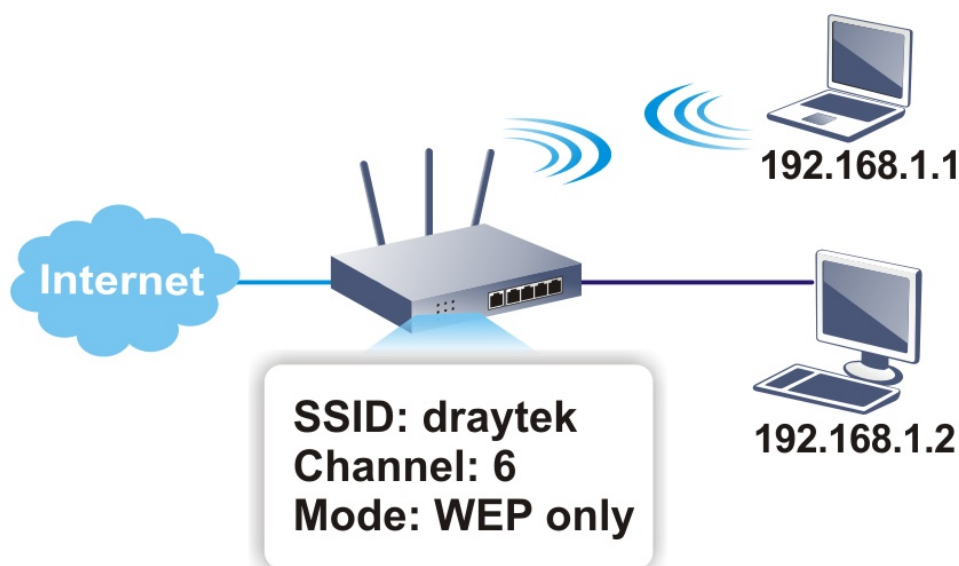 192.168.1.1
Internet
SSID: draytek
Channel: 6
Mode: WEP only
192.168.1.2